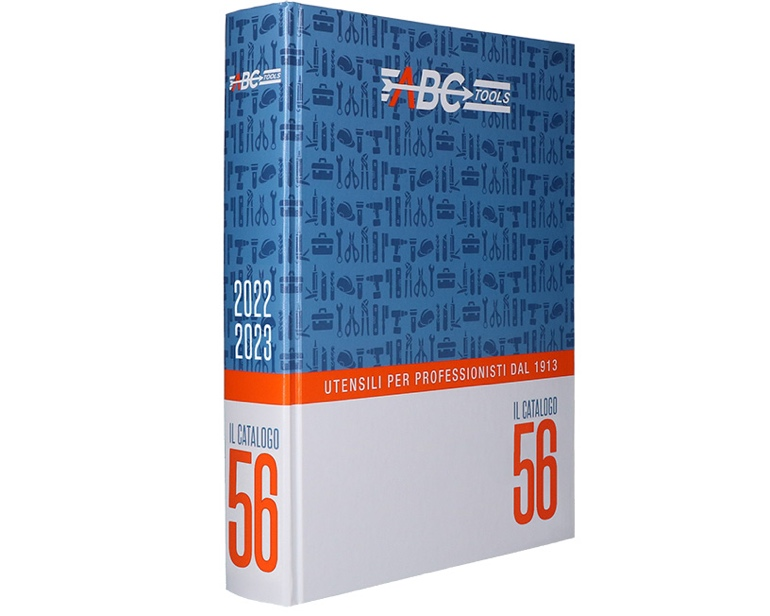 ABC TOOLS
2022
2023
IL CATALOGO
56
ABC TOOLS
UTENSILI PER PROFESSIONISTI DAL 1913
IL CATALOGO
56